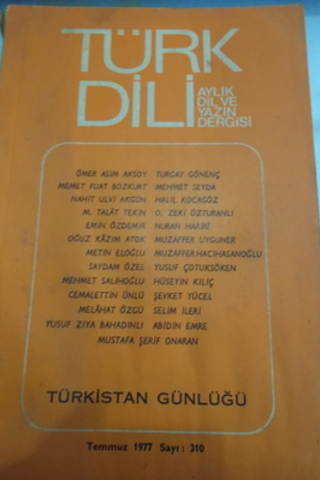 TÜRK
DİLİ
AYLIK
DİL VE
YAZIN
DERGİSİ
ÖMER ASIM AKSOY TURGAY GÖNENÇ
MEMET FUAT BOZKURT MEHMET SEYDA
NAHİT ULVİ AKGÜN HALİL KOCAGÖZ
M. TALÂT TEKİN O. ZEKİ ÖZTURANLI
EMİN ÖZDEMİR NURAN HARİRÎ
OĞUZ KÂZIM ATOK MUZAFFER UYGUNER
METİN ELOĞLU MUZAFFER HACIHASANOĞLU
SAYDAM ÖZEL YUSUF ÇOTUKSÖKEN
MEHMET SALİHOĞLU HÜSEYİN KILIÇ
CEMALETTİN ÜNLÜ ŞEVKET YÜCEL
MELÂHAT ÖZGÜ SELİM İLERİ
YUSUF ZİYA BAHADINLI ABİDİN EMRE
MUSTAFA ŞERİF ONARAN
TÜRKİSTAN GÜNLÜĞÜ
Temmuz 1977 Sayı: 310